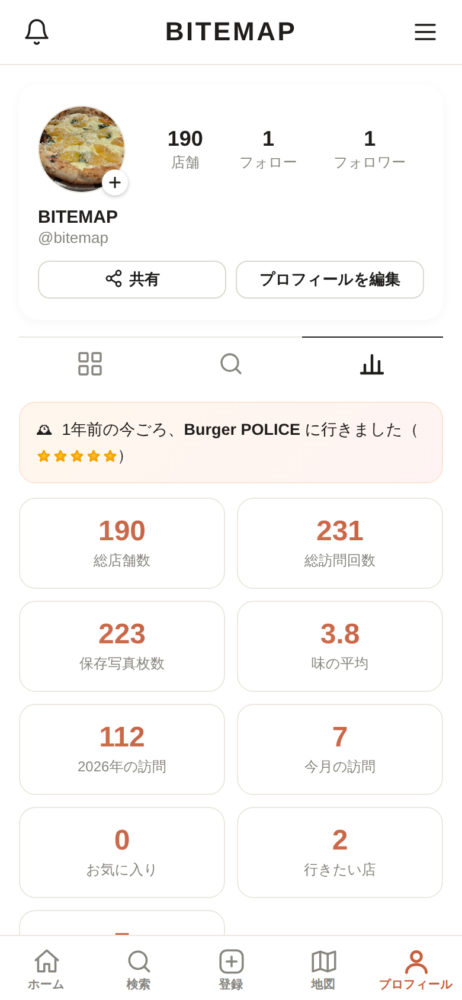 BITEMAP
190 1 1
店舗 フォロー フォロワー
BITEMAP
@bitemap
共有 プロフィールを編集
🕰 1年前の今ごろ、Burger POLICE に行きました（
⭐⭐⭐⭐⭐）
190 231
総店舗数 総訪問回数
223 3.8
保存写真枚数 味の平均
112 7
2026年の訪問 今月の訪問
0 2
お気に入り 行きたい店
ホーム 検索 登録 地図 プロフィール